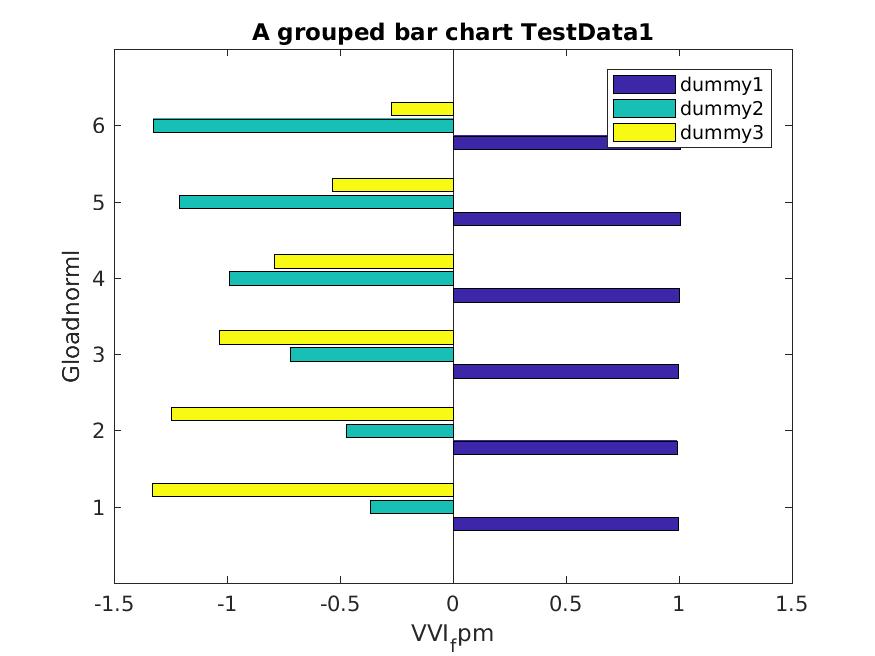 A grouped bar chart TestData1
dummy1
dummy2
dummy3
6
5
4
3
2
1
Gloadnorml
-1.5 -1 -0.5 0 0.5 1 1.5
VVI_fpm